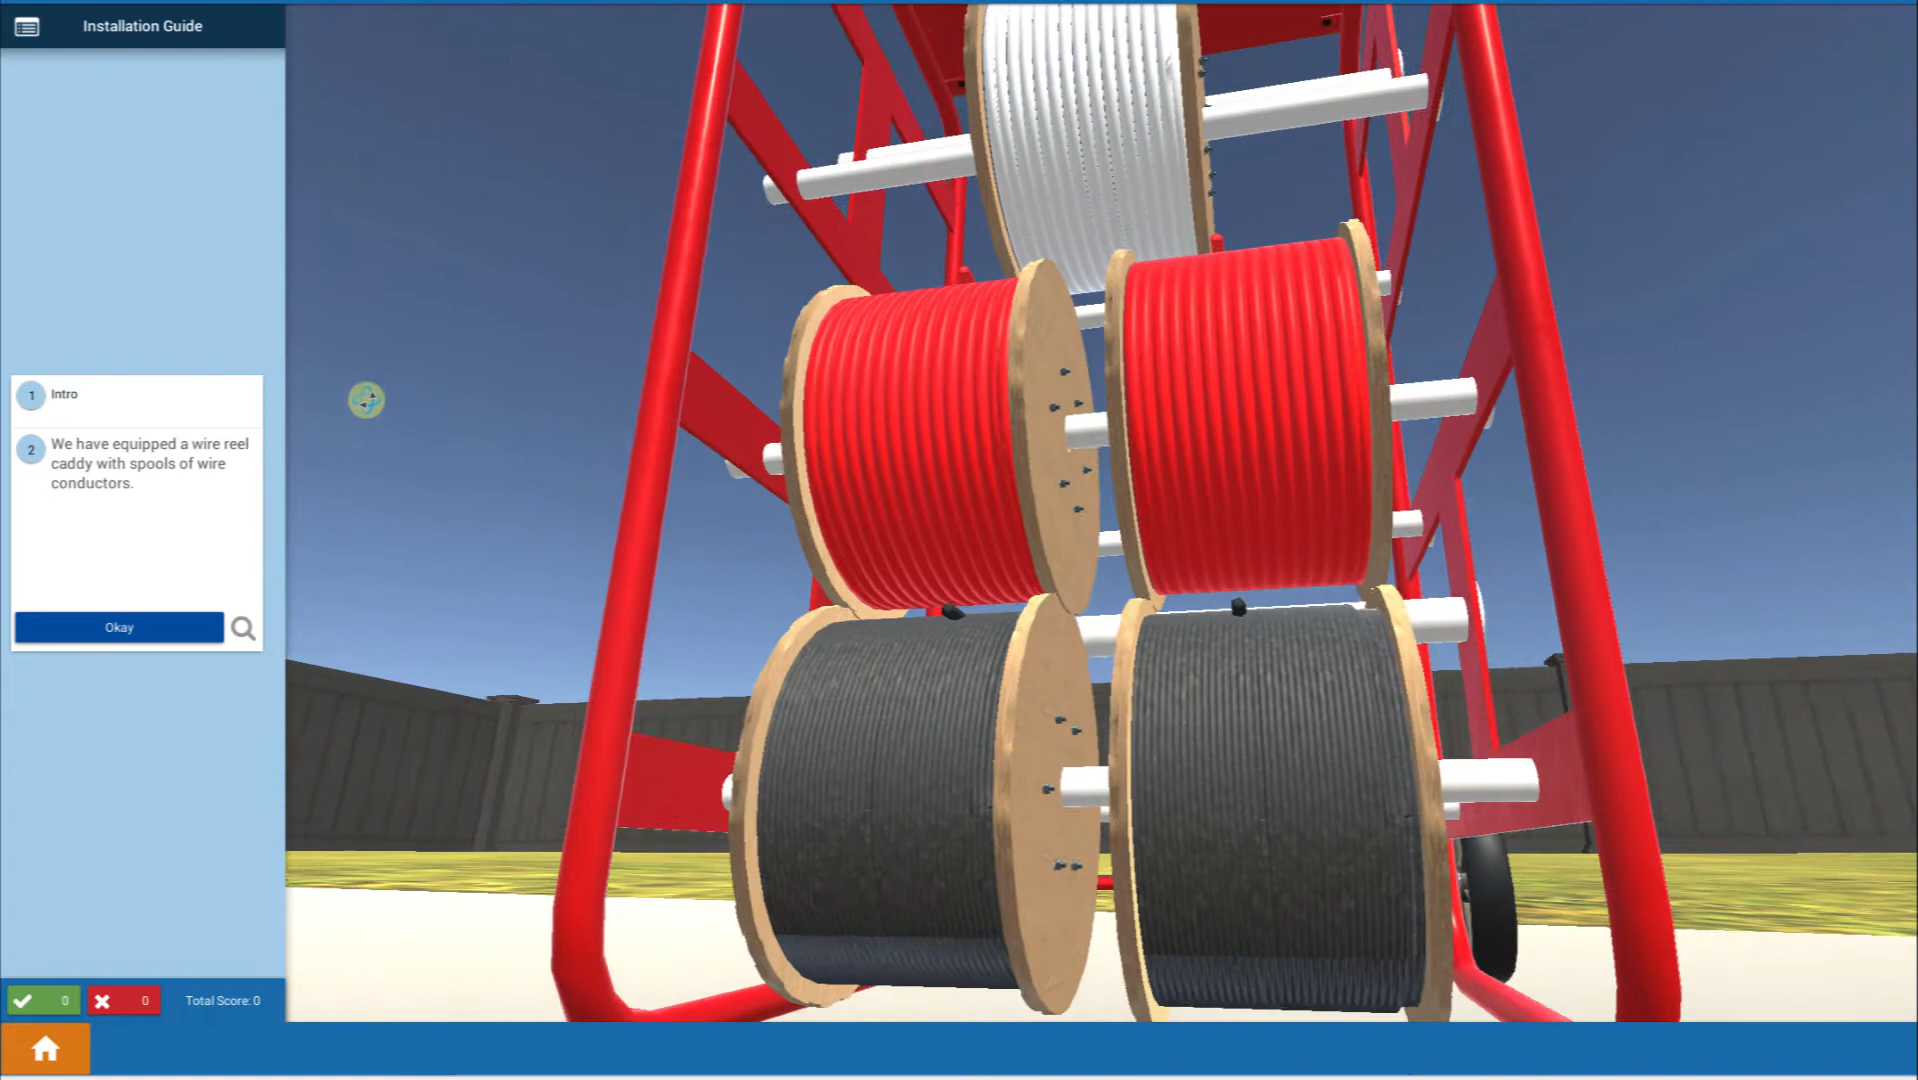 Installation Guide
1 Intro
2 We have equipped a wire reel
caddy with spools of wire
conductors.
Okay
0 0 Total Score: 0